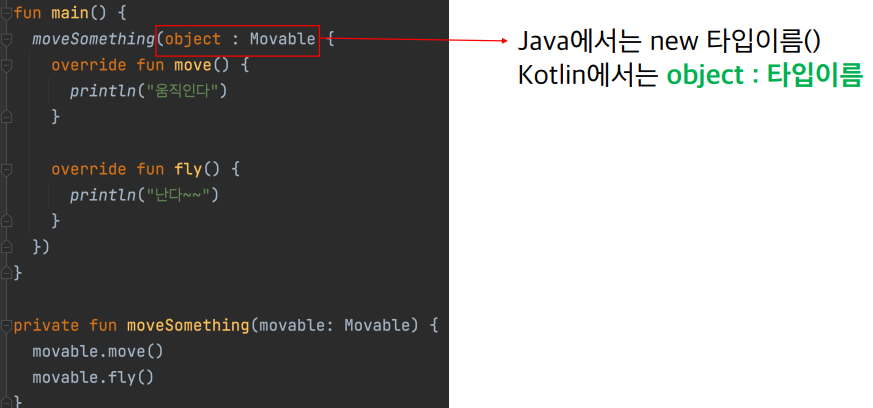 fun main() {
moveSomething(object : Movable {
override fun move() {
println("움직인다")
}
override fun fly() {
println("난다~~")
}
})
}
private fun moveSomething(movable: Movable) {
movable.move()
movable.fly()
}
Java에서는 new 타입이름()
Kotlin에서는 object : 타입이름